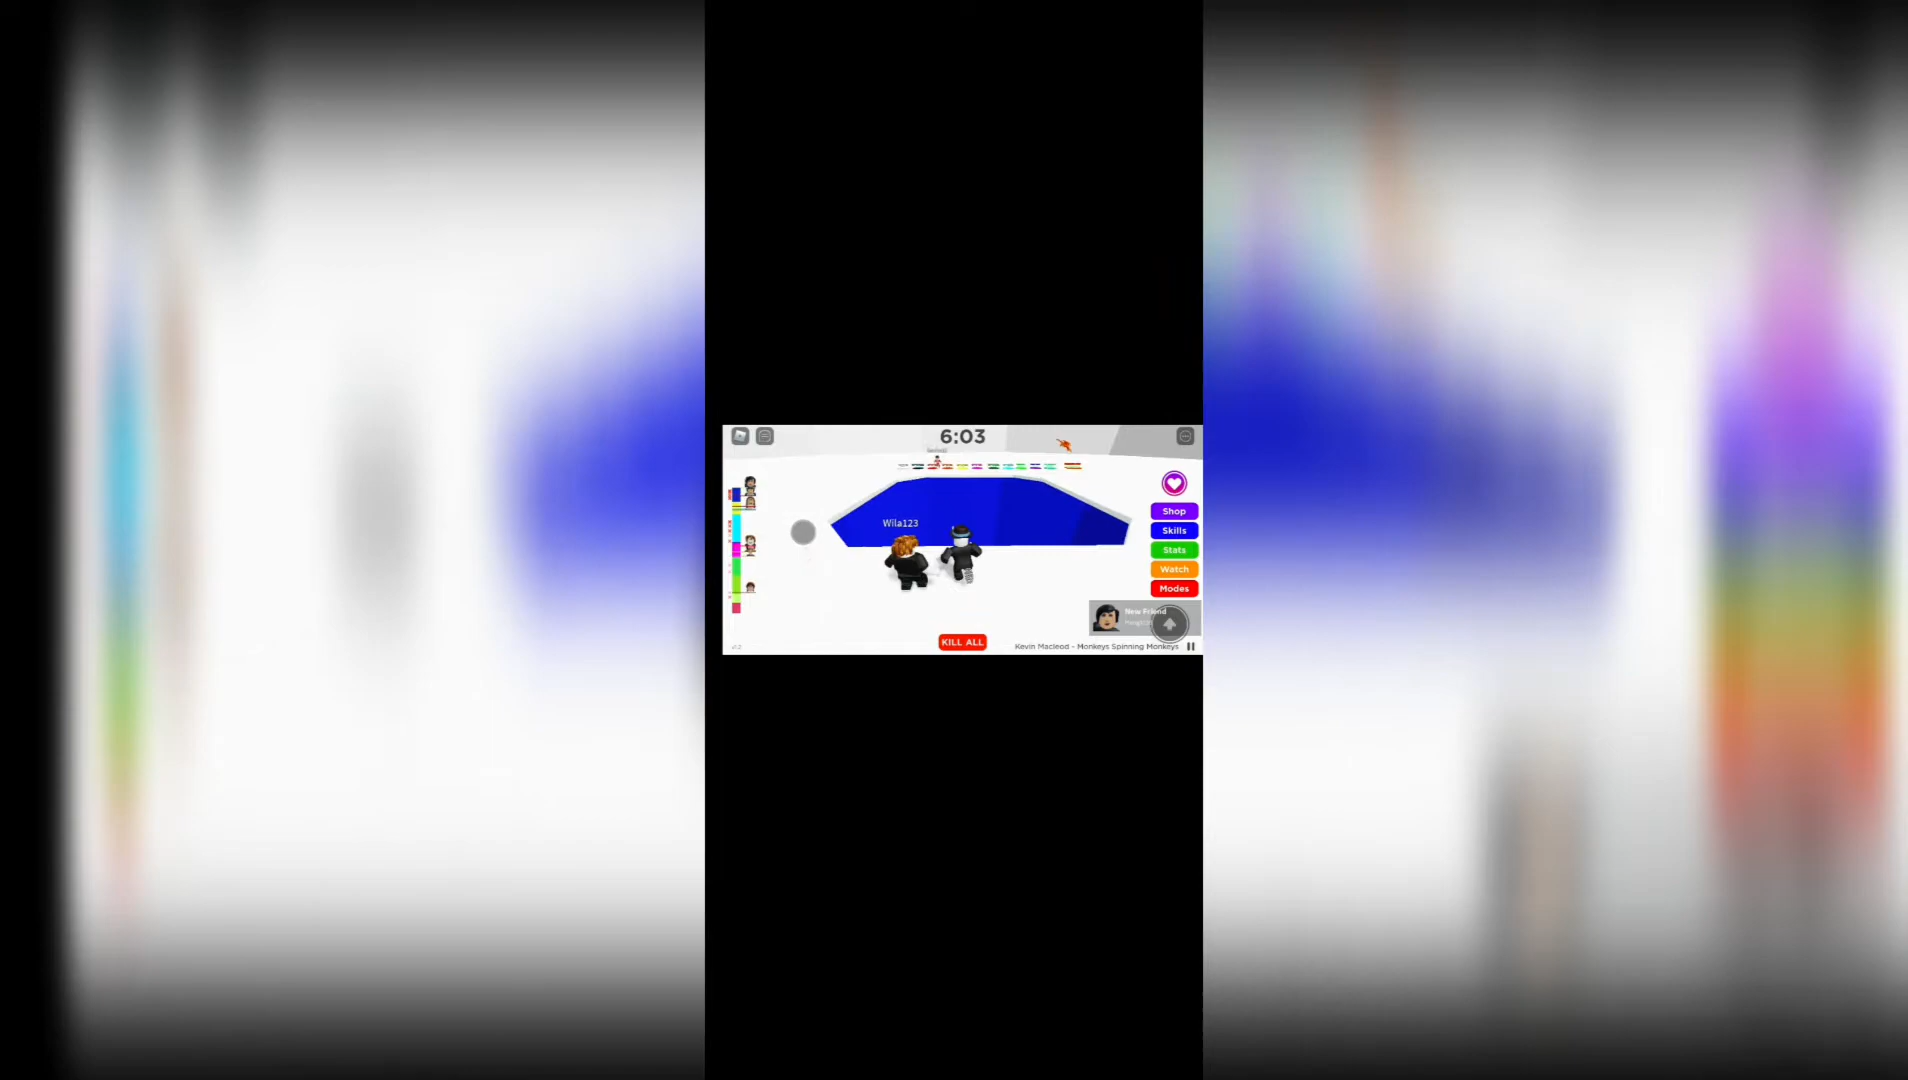 6:03
Wila123
Shop
Skills
Stats
Watch
Modes
New Friend
KILL ALL
Kevin Macleod - Monkeys Spinning Monkeys